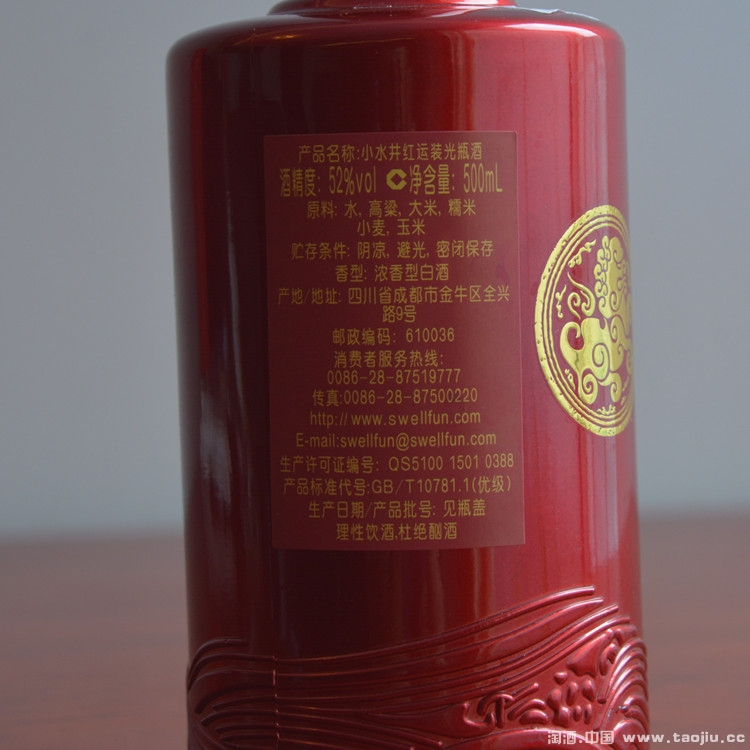 产品名称:小水井红运装光瓶酒
酒精度: 52%vol 净含量: 500mL
原料: 水, 高粱, 大米, 糯米
小麦, 玉米
贮存条件: 阴凉, 避光, 密闭保存
香型: 浓香型白酒
产地/地址: 四川省成都市金牛区全兴
路9号
邮政编码: 610036
消费者服务热线:
0086-28-87519777
传真:0086-28-87500220
http://www.swellfun.com
E-mail:swellfun@swellfun.com
生产许可证编号: QS5100 1501 0388
产品标准代号:GB/T10781.1(优级)
生产日期/产品批号: 见瓶盖
理性饮酒,杜绝酗酒
淘酒.中国 www.taojiu.cc